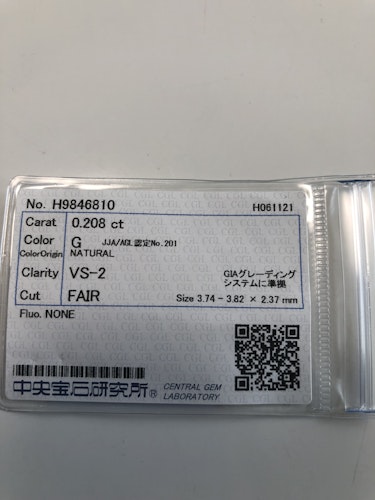 No. H9846810 H061121
Carat 0.208 ct
Color G JJA/AGL認定No.201
ColorOrigin NATURAL
Clarity VS-2 GIAグレーディング
システムに準拠
Cut FAIR Size 3.74 - 3.82 × 2.37 mm
Fluo. NONE
中央宝石研究所® CENTRAL GEM
LABORATORY